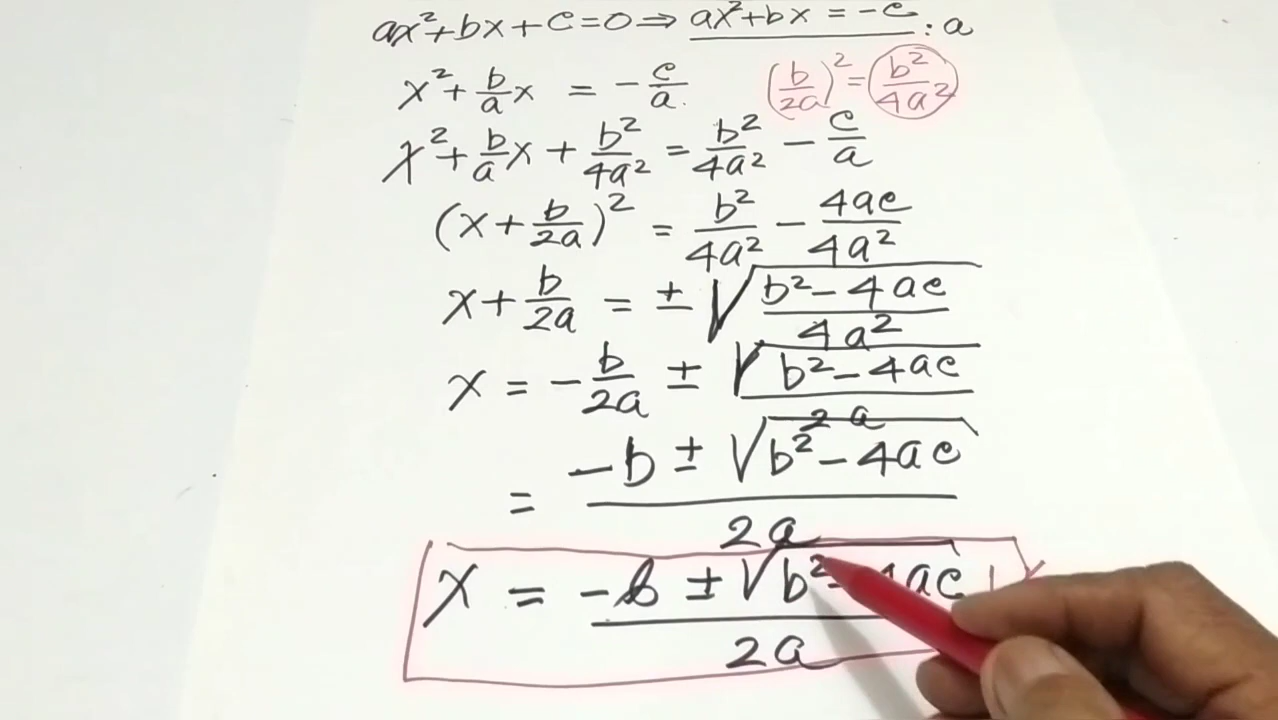 ax²+bx+c=0⇒ ax²+bx=-c : a
x²+b/a x = -c/a. (b/2a)²=b²/4a²
x²+b/a x+b²/4a²=b²/4a²-c/a
(x+b/2a)²=b²/4a²-4ac/4a²
x+b/2a=±√((b²-4ac)/4a²)
x=-b/2a±√(b²-4ac)/2a
=(-b±√(b²-4ac))/2a
x=(-b±√(b²-4ac))/2a